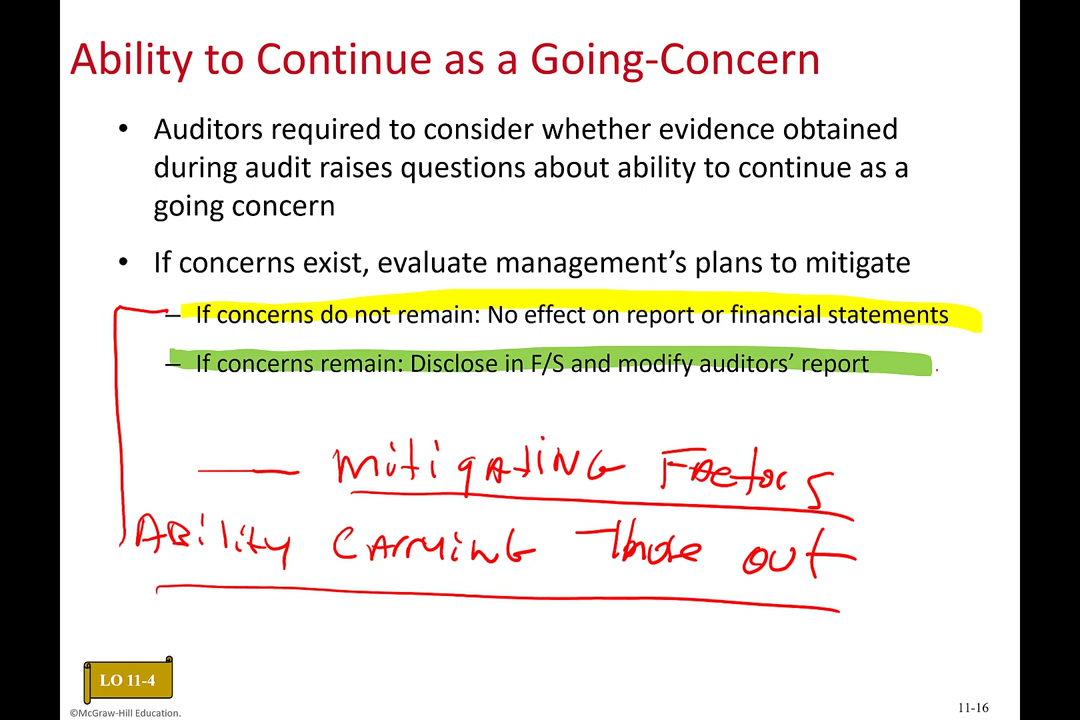 Ability to Continue as a Going-Concern
• Auditors required to consider whether evidence obtained
during audit raises questions about ability to continue as a
going concern
• If concerns exist, evaluate management's plans to mitigate
– If concerns do not remain: No effect on report or financial statements
– If concerns remain: Disclose in F/S and modify auditors' report
— Mitigating Factors
Ability Carrying Those out
LO 11-4
©McGraw-Hill Education.
11-16